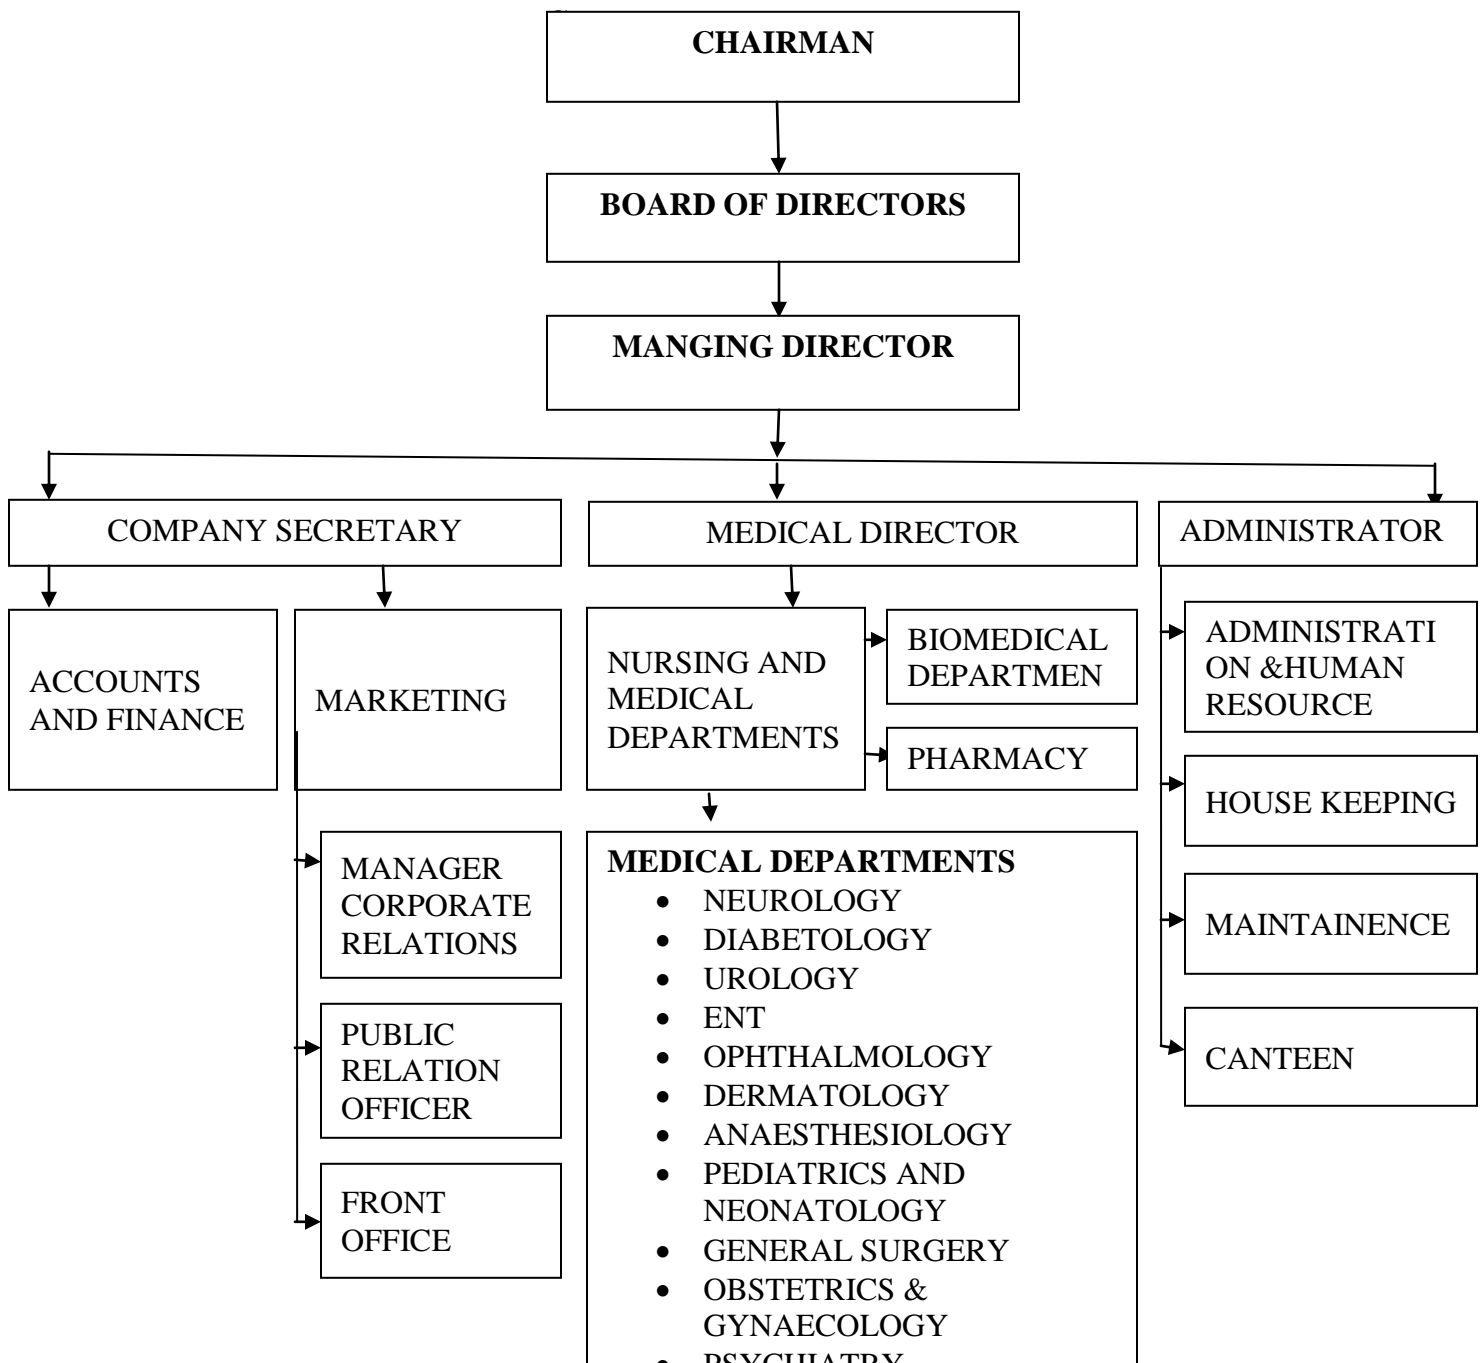 CHAIRMAN
BOARD OF DIRECTORS
MANGING DIRECTOR
COMPANY SECRETARY
MEDICAL DIRECTOR
ADMINISTRATOR
ACCOUNTS
AND FINANCE
MARKETING
MANAGER
CORPORATE
RELATIONS
PUBLIC
RELATION
OFFICER
FRONT
OFFICE
NURSING AND
MEDICAL
DEPARTMENTS
BIOMEDICAL
DEPARTMEN
PHARMACY
MEDICAL DEPARTMENTS
• NEUROLOGY
• DIABETOLOGY
• UROLOGY
• ENT
• OPHTHALMOLOGY
• DERMATOLOGY
• ANAESTHESIOLOGY
• PEDIATRICS AND
NEONATOLOGY
• GENERAL SURGERY
• OBSTETRICS &
GYNAECOLOGY
• PSYCHIATRY
ADMINISTRATI
ON &HUMAN
RESOURCE
HOUSE KEEPING
MAINTAINENCE
CANTEEN